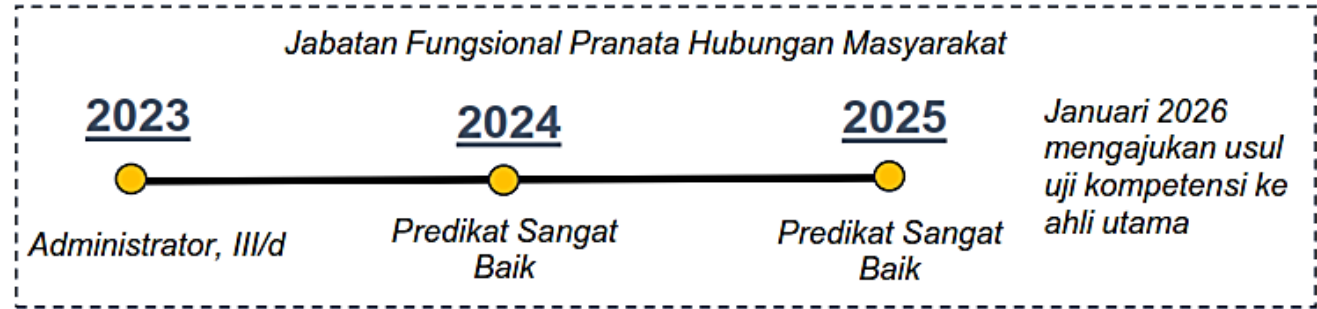 Jabatan Fungsional Pranata Hubungan Masyarakat
2023
2024
2025
Administrator, III/d
Predikat Sangat
Baik
Predikat Sangat
Baik
Januari 2026
mengajukan usul
uji kompetensi ke
ahli utama